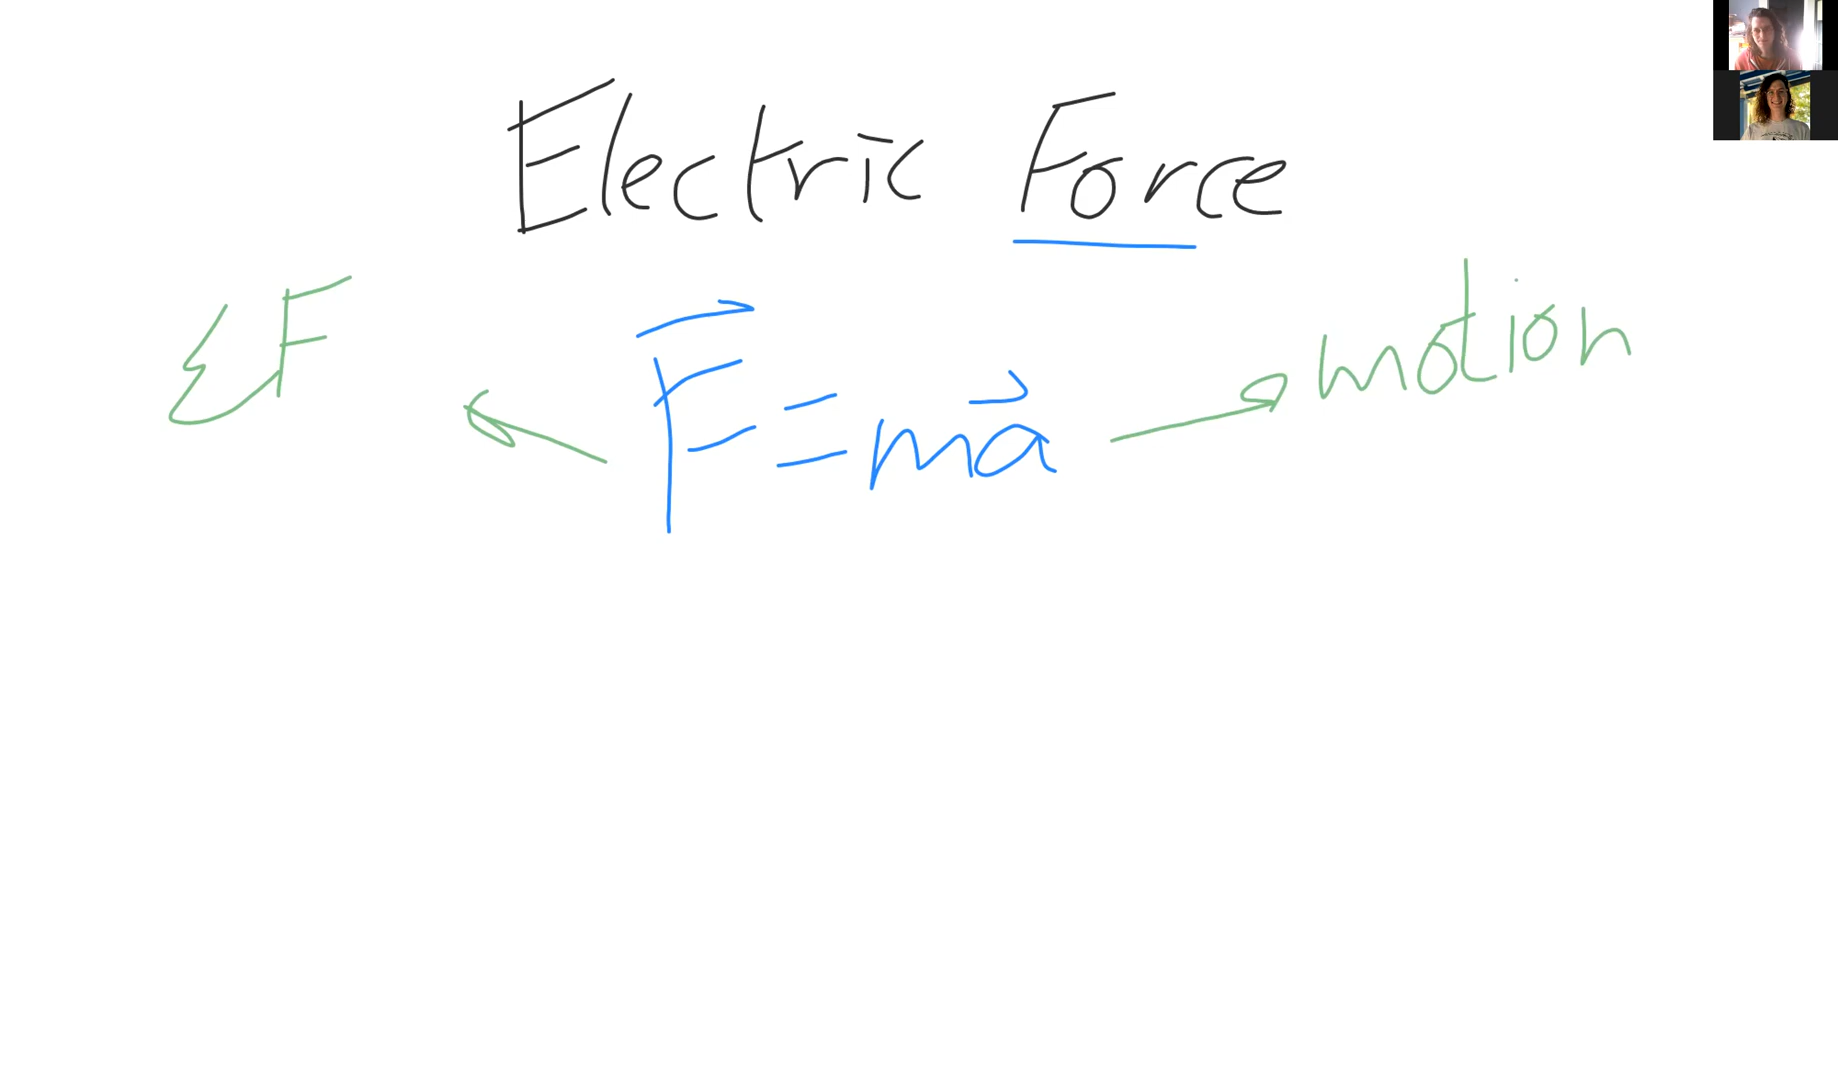 Electric Force
ΣF
motion
F⃗ = ma⃗